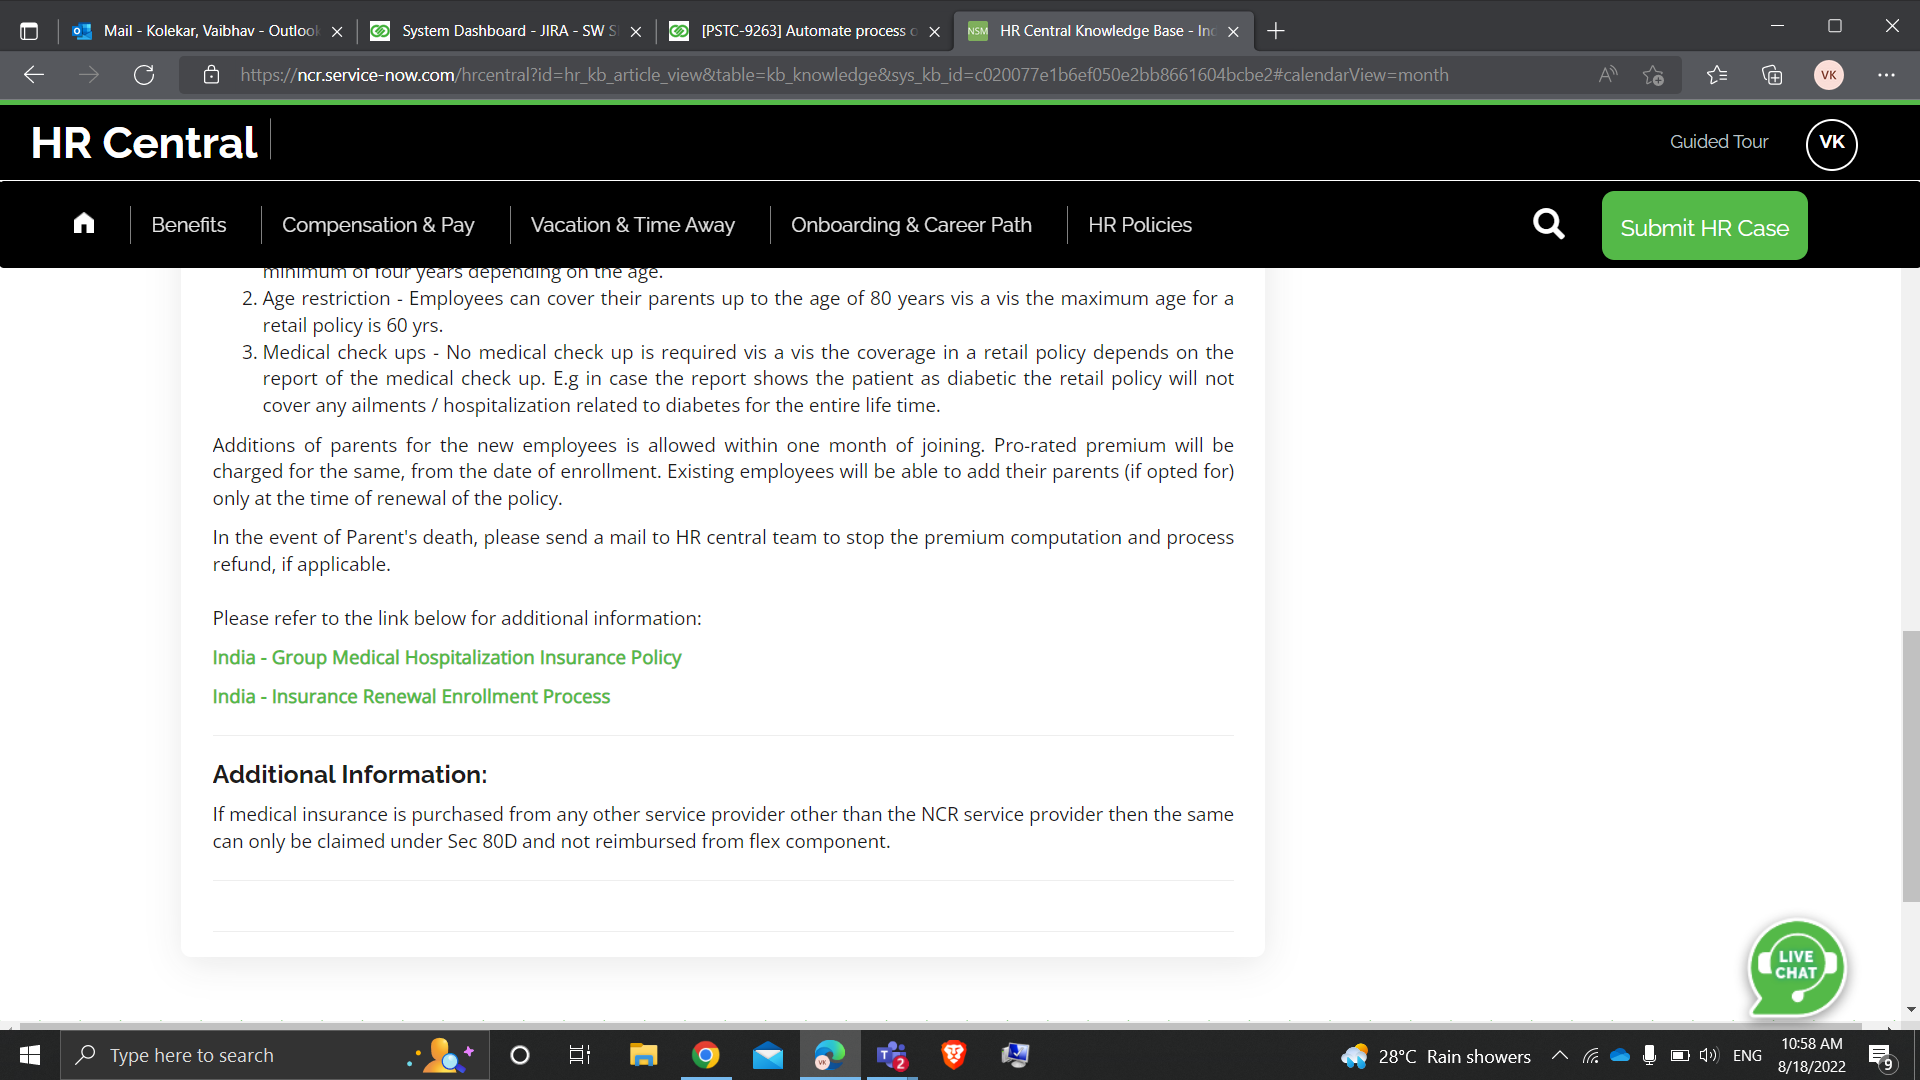 Mail - Kolekar, Vaibhav - Outlook
System Dashboard - JIRA - SW S
[PSTC-9263] Automate process o
NSM
HR Central Knowledge Base - Inc
https://ncr.service-now.com/hrcentral?id=hr_kb_article_view&table=kb_knowledge&sys_kb_id=c020077e1b6ef050e2bb8661604bcbe2#calendarView=month
VK
HR Central
Guided Tour
VK
Benefits
Compensation & Pay
Vacation & Time Away
Onboarding & Career Path
HR Policies
Submit HR Case
minimum of four years depending on the age.
2. Age restriction - Employees can cover their parents up to the age of 80 years vis a vis the maximum age for a
retail policy is 60 yrs.
3. Medical check ups - No medical check up is required vis a vis the coverage in a retail policy depends on the
report of the medical check up. E.g in case the report shows the patient as diabetic the retail policy will not
cover any ailments / hospitalization related to diabetes for the entire life time.
Additions of parents for the new employees is allowed within one month of joining. Pro-rated premium will be
charged for the same, from the date of enrollment. Existing employees will be able to add their parents (if opted for)
only at the time of renewal of the policy.
In the event of Parent's death, please send a mail to HR central team to stop the premium computation and process
refund, if applicable.
Please refer to the link below for additional information:
India - Group Medical Hospitalization Insurance Policy
India - Insurance Renewal Enrollment Process
Additional Information:
If medical insurance is purchased from any other service provider other than the NCR service provider then the same
can only be claimed under Sec 80D and not reimbursed from flex component.
LIVE
CHAT
Type here to search
VK
2
28°C Rain showers
ENG
10:58 AM
8/18/2022
9